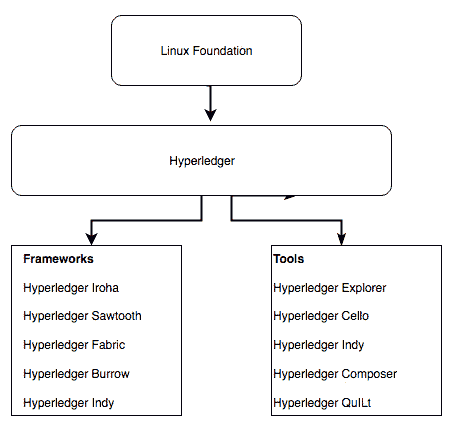 Linux Foundation
Hyperledger
Frameworks
Hyperledger Iroha
Hyperledger Sawtooth
Hyperledger Fabric
Hyperledger Burrow
Hyperledger Indy
Tools
Hyperledger Explorer
Hyperledger Cello
Hyperledger Indy
Hyperledger Composer
Hyperledger QuILt